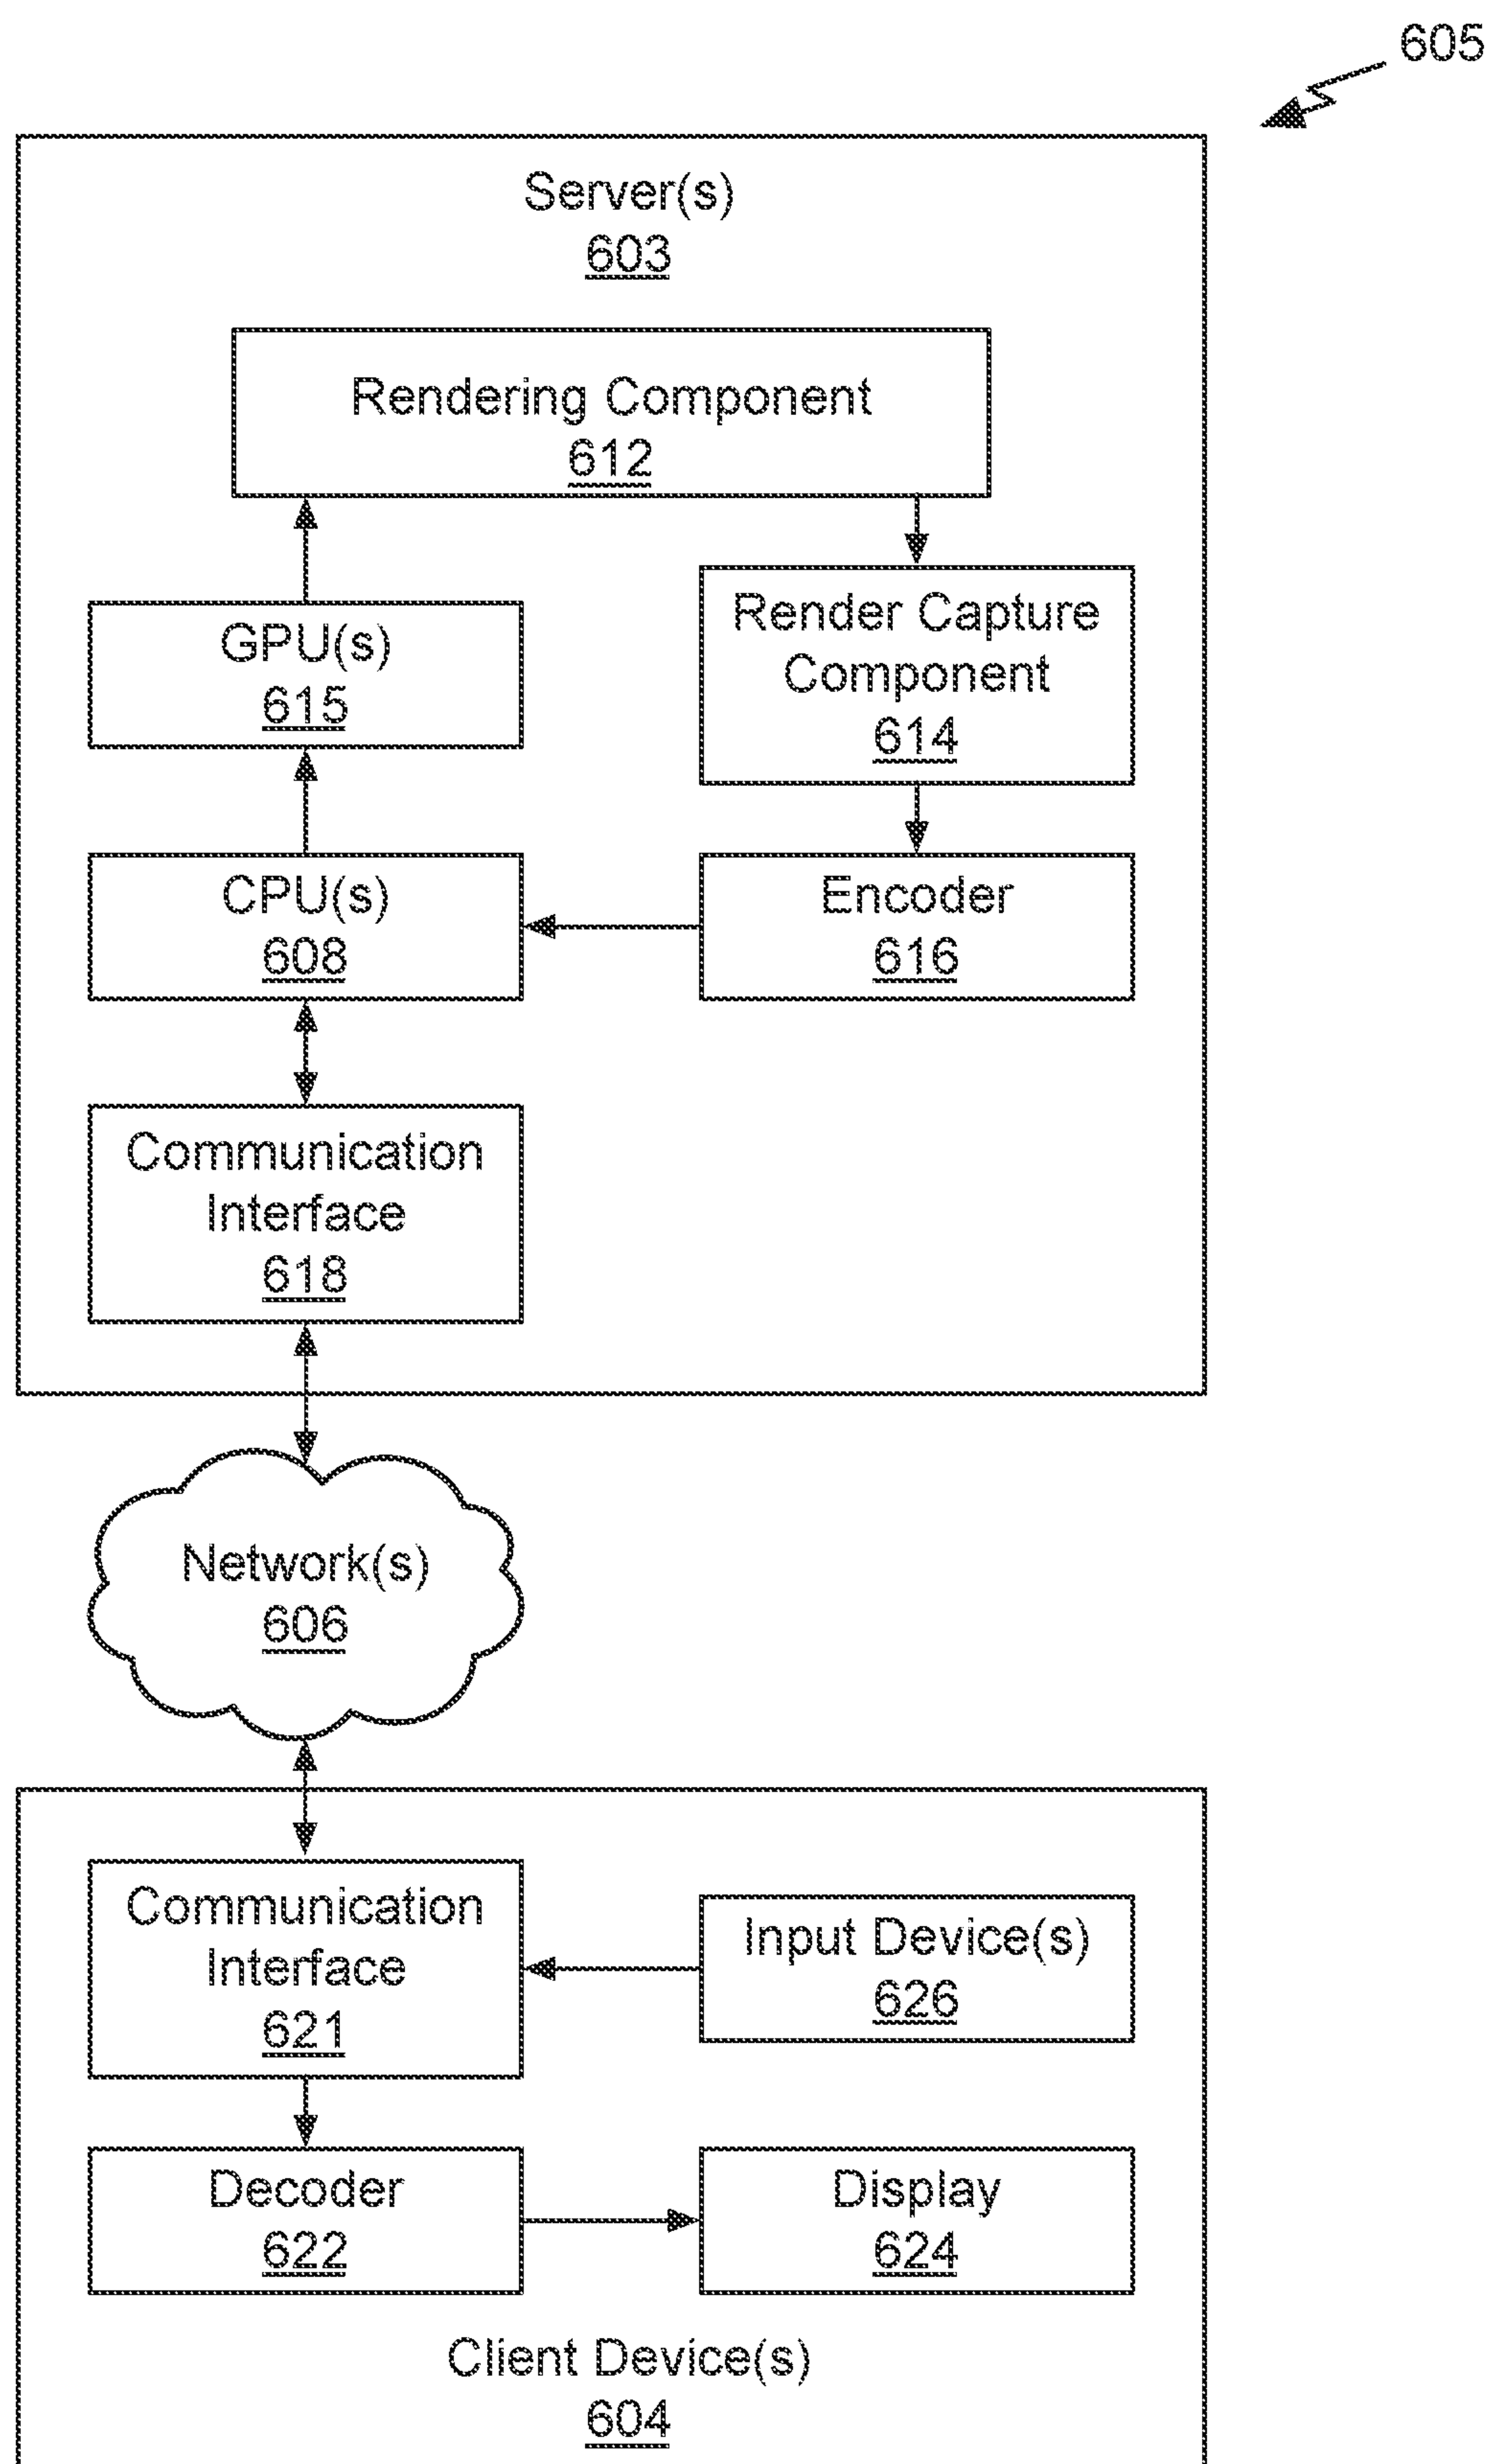 605
Server(s)
603
Rendering Component
612
GPU(s)
615
Render Capture
Component
614
CPU(s)
608
Encoder
616
Communication
Interface
618
Network(s)
606
Communication
Interface
621
Input Device(s)
626
Decoder
622
Display
624
Client Device(s)
604